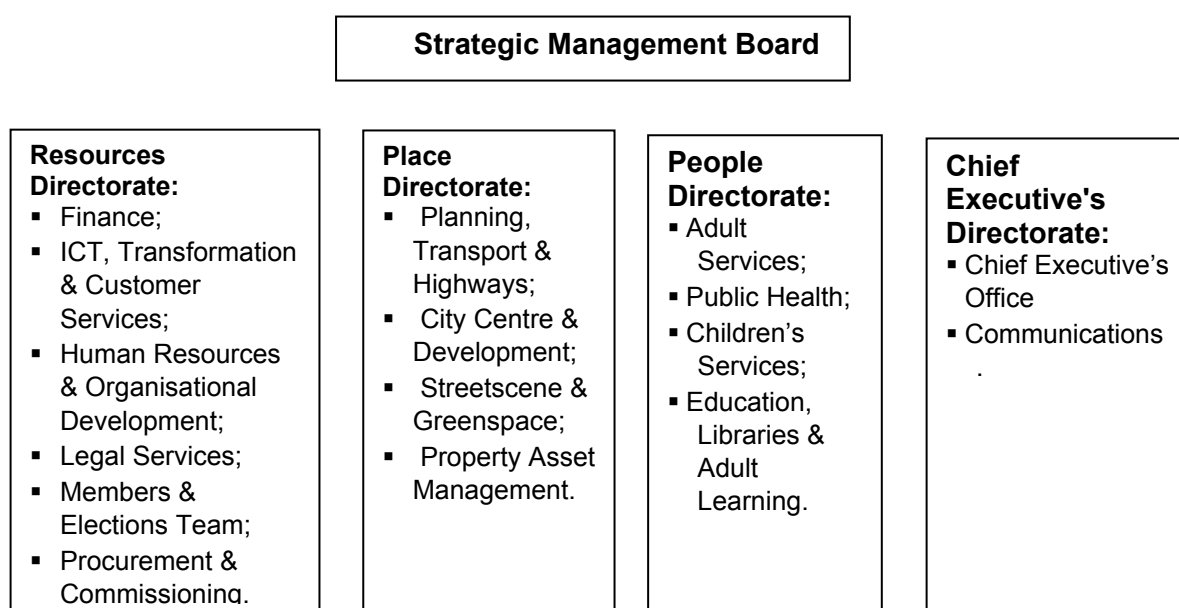 Strategic Management Board
Resources
Directorate:
▪ Finance;
▪ ICT, Transformation
& Customer
Services;
▪ Human Resources
& Organisational
Development;
▪ Legal Services;
▪ Members &
Elections Team;
▪ Procurement &
Commissioning.
Place
Directorate:
▪ Planning,
Transport &
Highways;
▪ City Centre &
Development;
▪ Streetscene &
Greenspace;
▪ Property Asset
Management.
People
Directorate:
▪ Adult
Services;
▪ Public Health;
▪ Children’s
Services;
▪ Education,
Libraries &
Adult
Learning.
Chief
Executive's
Directorate:
▪ Chief Executive’s
Office
▪ Communications
.